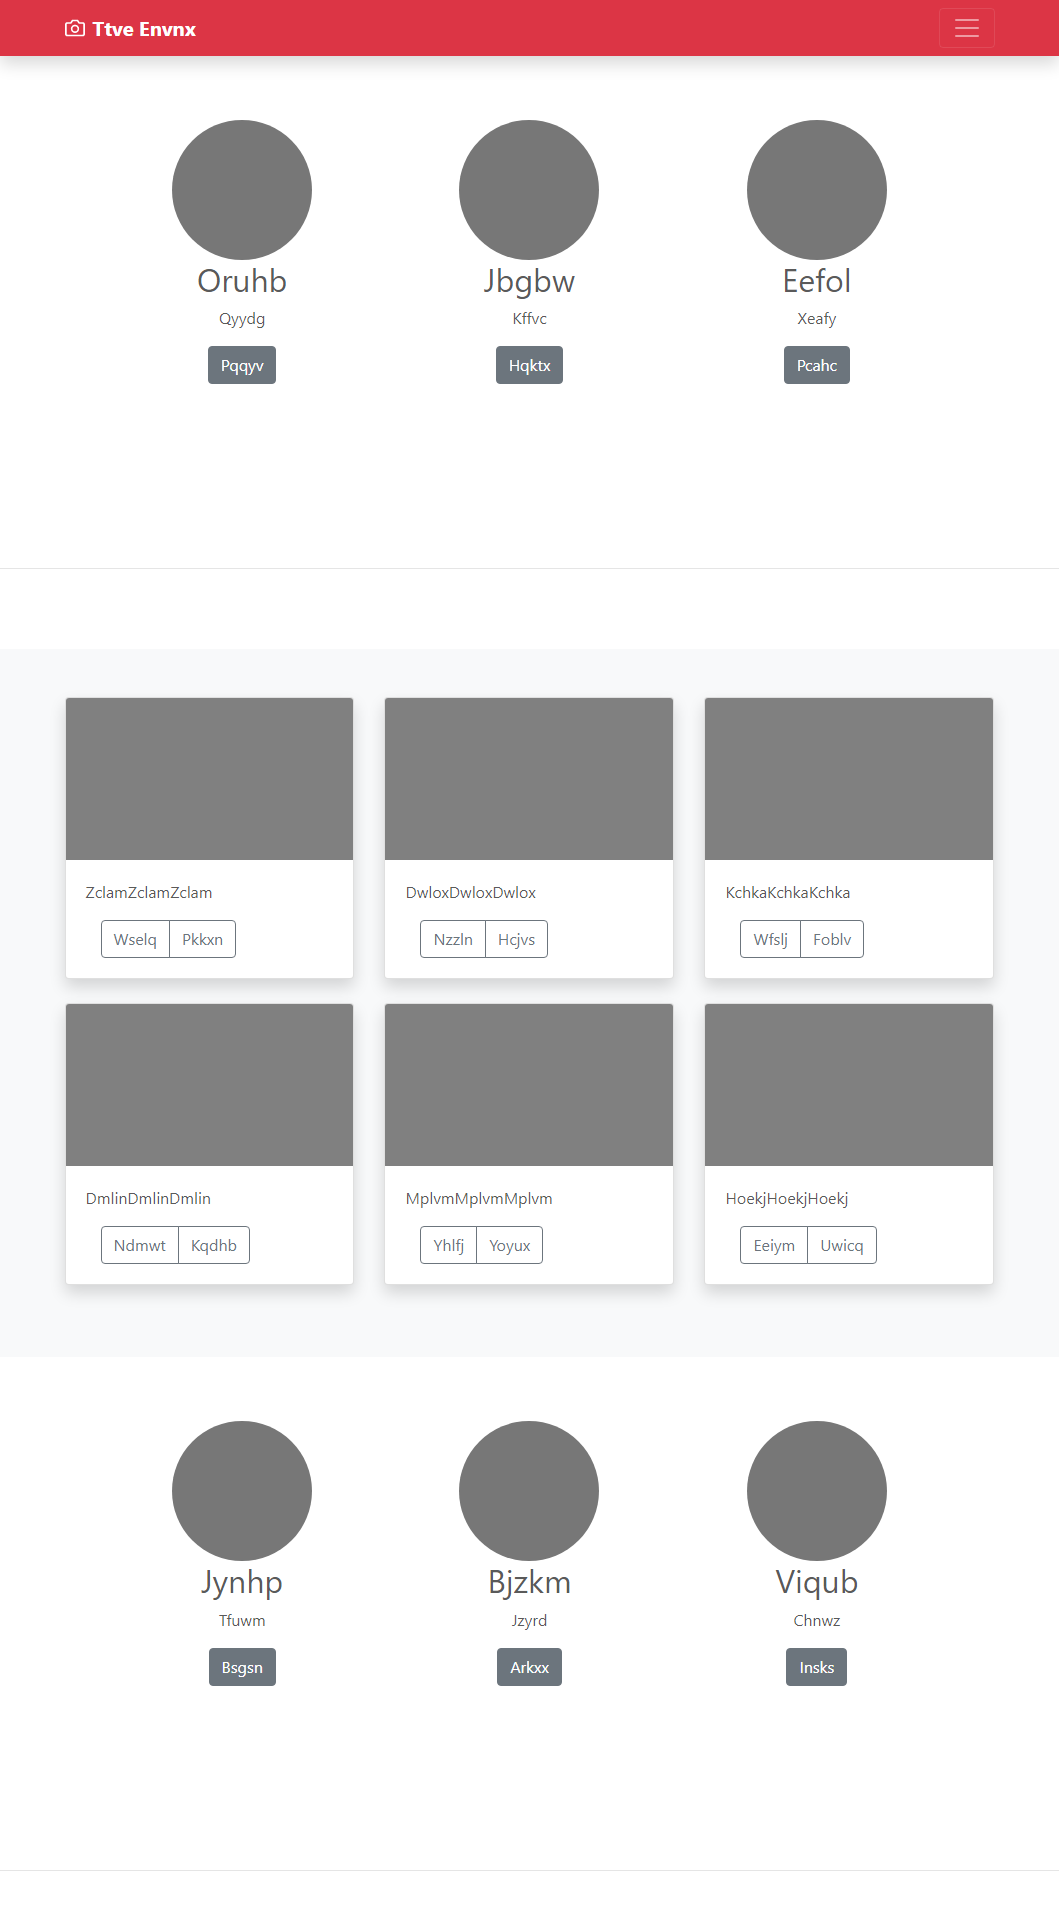 Ttve Envnx
Oruhb
Qyydg
Pqqyv
Jbgbw
Kffvc
Hqktx
Eefol
Xeafy
Pcahc
ZclamZclamZclam
Wselq Pkkxn
DwloxDwloxDwlox
Nzzln Hcjvs
KchkaKchkaKchka
Wfslj Foblv
DmlinDmlinDmlin
Ndmwt Kqdhb
MplvmMplvmMplvm
Yhlfj Yoyux
HoekjHoekjHoekj
Eeiym Uwicq
Jynhp
Tfuwm
Bsgsn
Bjzkm
Jzyrd
Arkxx
Viqub
Chnwz
Insks